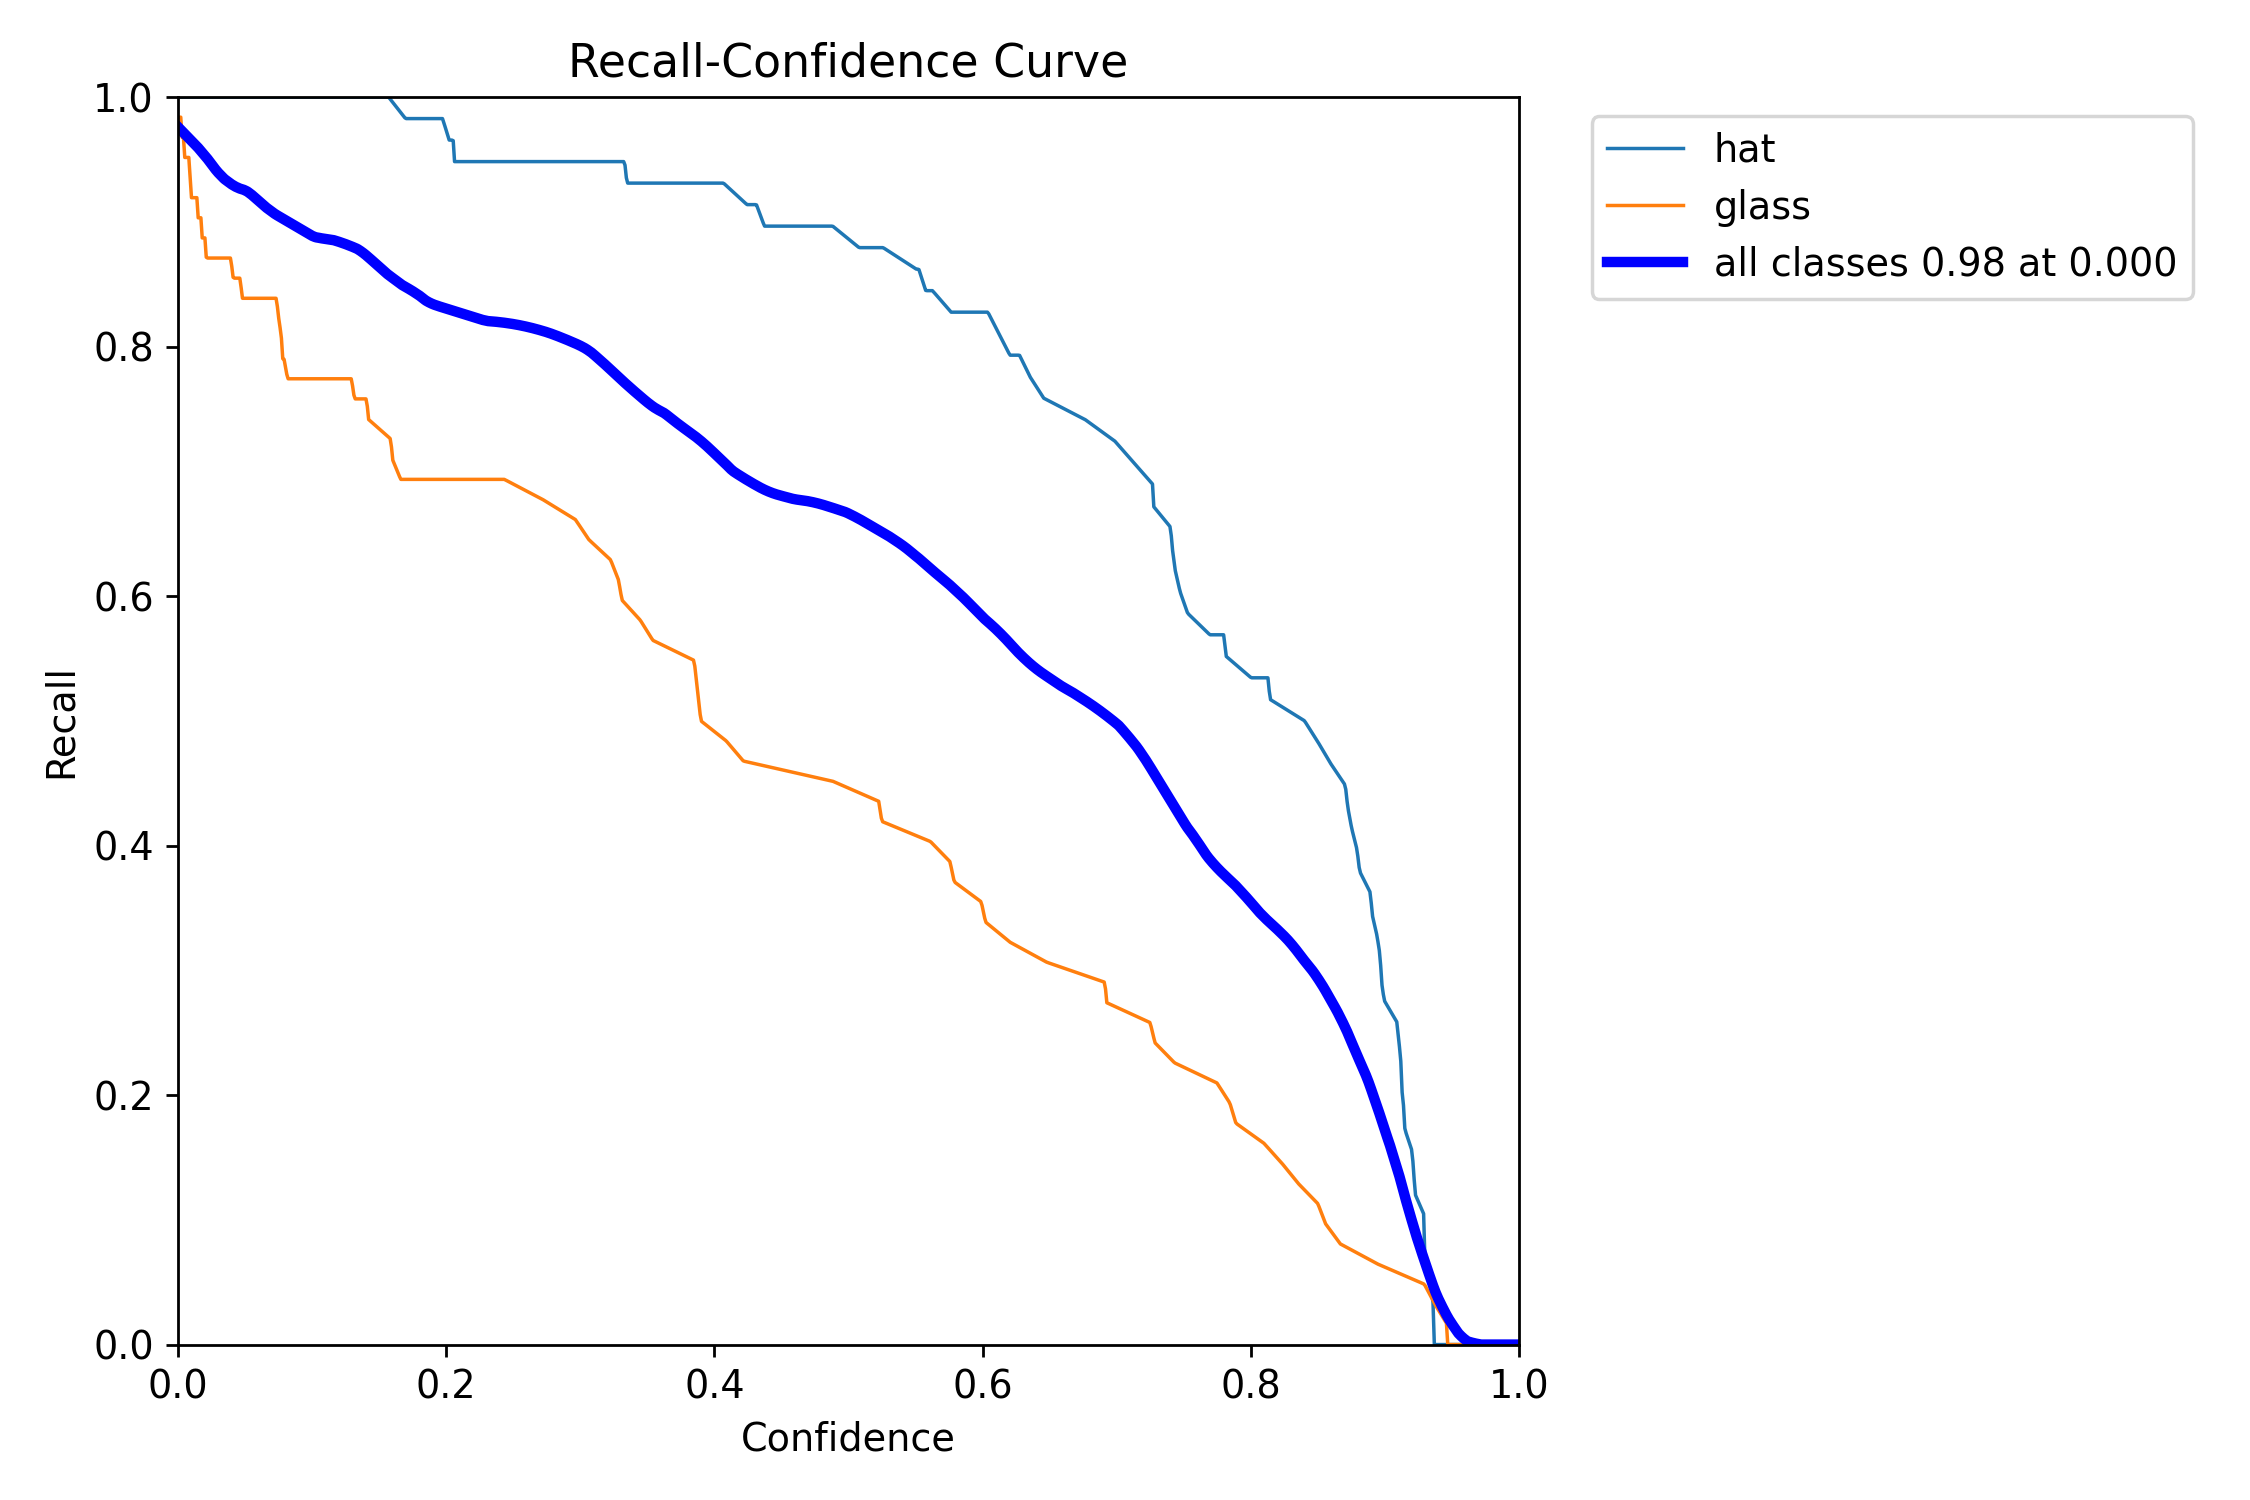 Recall-Confidence Curve
1.0
0.8
0.6
0.4
0.2
0.0
Recall
0.0 0.2 0.4 0.6 0.8 1.0
Confidence
hat
glass
all classes 0.98 at 0.000